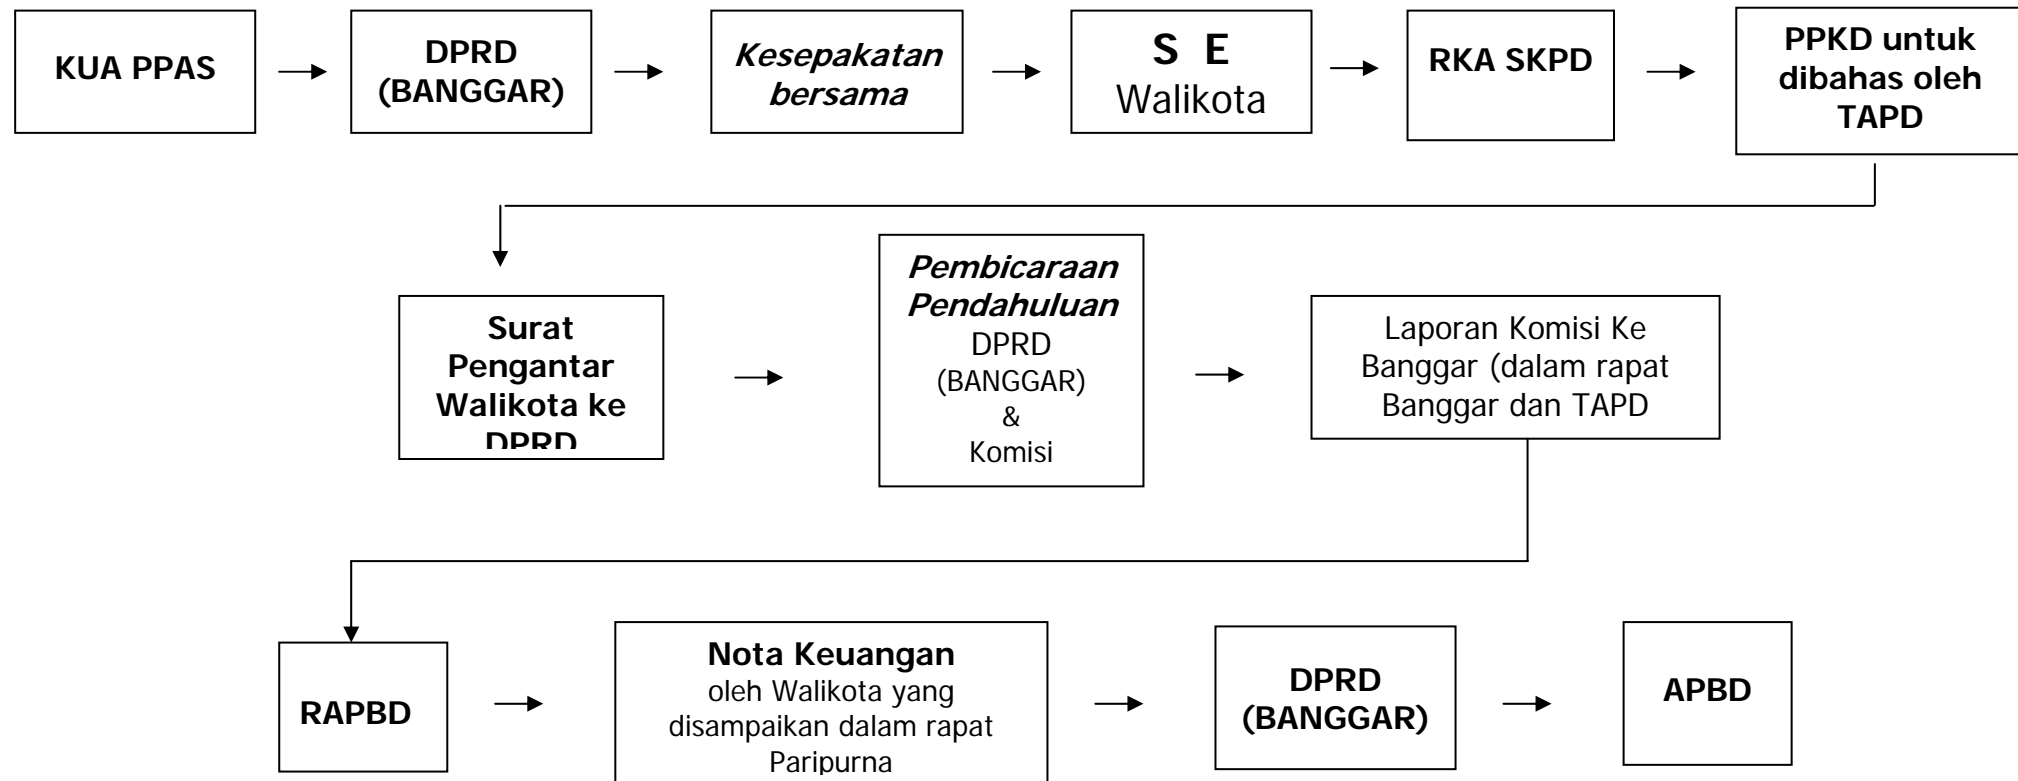 KUA PPAS
DPRD
(BANGGAR)
Kesepakatan
bersama
S E
Walikota
RKA SKPD
PPKD untuk
dibahas oleh
TAPD
Surat
Pengantar
Walikota ke
DPRD
Pembicaraan
Pendahuluan
DPRD
(BANGGAR)
&
Komisi
Laporan Komisi Ke
Banggar (dalam rapat
Banggar dan TAPD
RAPBD
Nota Keuangan
oleh Walikota yang
disampaikan dalam rapat
Paripurna
DPRD
(BANGGAR)
APBD